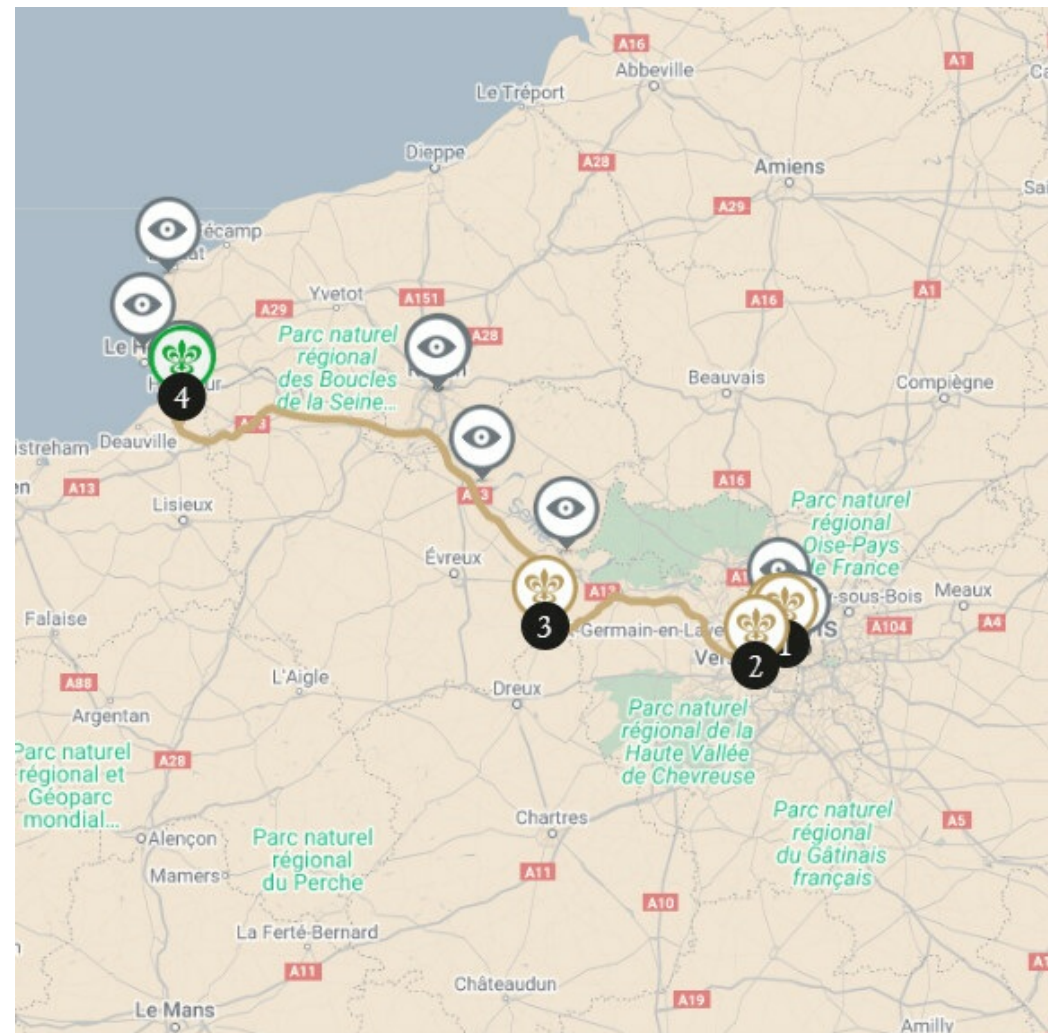 A16
A1
Abbeville
Le Tréport
Dieppe
A28
Amiens
A29
écamp
A29
Yvetot
A151
A28
A16
A1
Parc naturel
régional
des Boucles
de la Seine...
Le H
Beauvais
Compiègne
4
Deauville
istreham
A13
Lisieux
A16
Parc naturel
régional
Oise-Pays
de France
Évreux
Falaise
A13
-sous-Bois
Meaux
3
-Germain-en-Laye
1
IS
A104
A4
2
L'Aigle
Dreux
A88
Argentan
Parc naturel
régional de la
Haute Vallée
de Chevreuse
Parc naturel
régional et
Géoparc
mondial...
A28
Chartres
Parc naturel
régional
du Gâtinais
français
A5
Alençon
Parc naturel
régional
du Perche
Mamers
A11
A10
La Ferté-Bernard
A11
Châteaudun
A19
Le Mans
Amilly